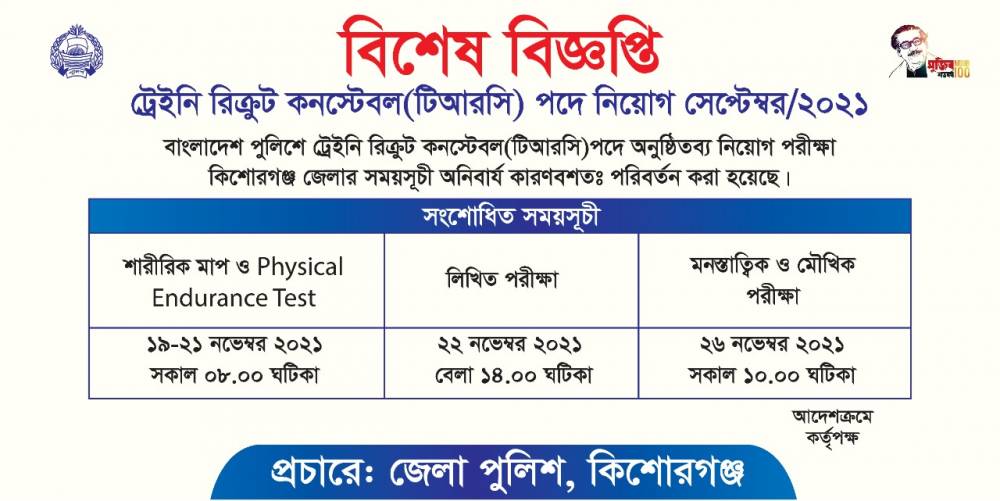 বিশেষ বিজ্ঞপ্তি
ট্রেইনি রিক্রুট কনস্টেবল(টিআরসি) পদে নিয়োগ সেপ্টেম্বর/২০২১
বাংলাদেশ পুলিশে ট্রেইনি রিক্রুট কনস্টেবল(টিআরসি)পদে অনুষ্ঠিতব্য নিয়োগ পরীক্ষা
কিশোরগঞ্জ জেলার সময়সূচী অনিবার্য কারণবশতঃ পরিবর্তন করা হয়েছে।
সংশোধিত সময়সূচী
শারীরিক মাপ ও Physical
Endurance Test
লিখিত পরীক্ষা
মনস্তাত্বিক ও মৌখিক
পরীক্ষা
১৯-২১ নভেম্বর ২০২১
সকাল ০৮.০০ ঘটিকা
২২ নভেম্বর ২০২১
বেলা ১৪.০০ ঘটিকা
২৬ নভেম্বর ২০২১
সকাল ১০.০০ ঘটিকা
আদেশক্রমে
কর্তৃপক্ষ
প্রচারে: জেলা পুলিশ, কিশোরগঞ্জ
মুজিব
শতবর্ষ 100